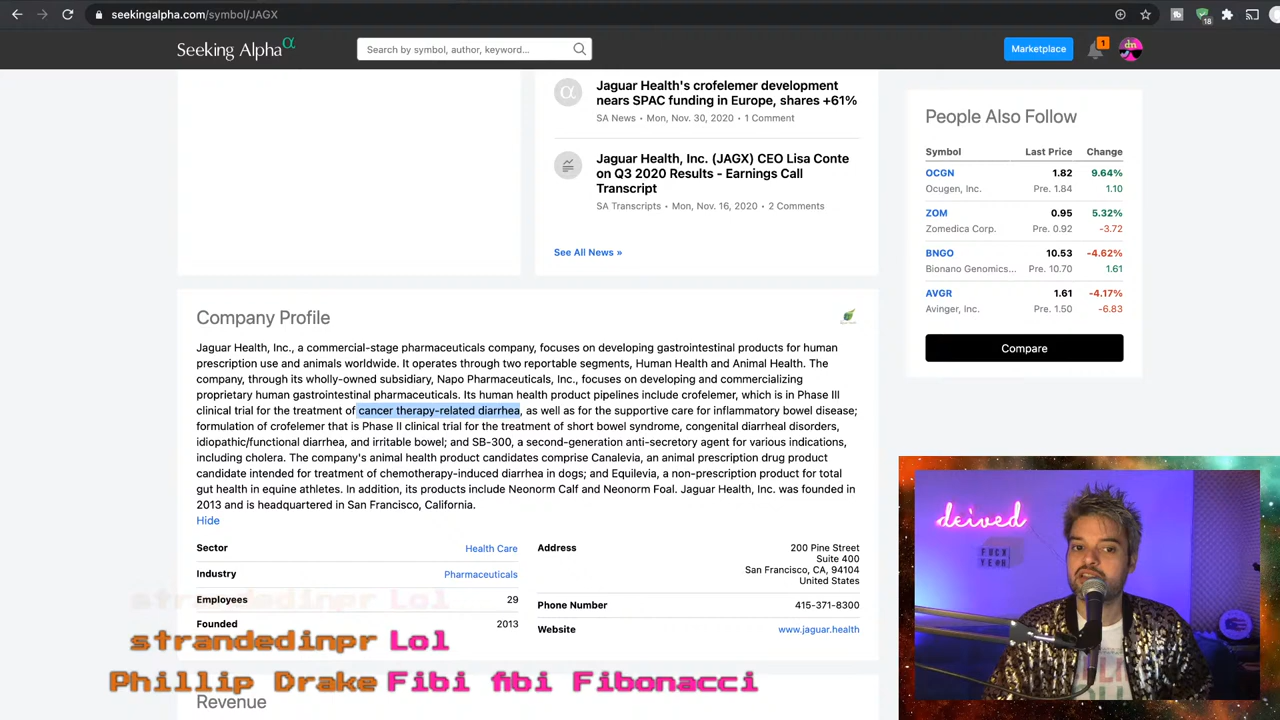 seekingalpha.com/symbol/JAGX
18
Seeking Alpha α
Search by symbol, author, keyword...
Marketplace
1
Jaguar Health's crofelemer development
nears SPAC funding in Europe, shares +61%
SA News • Mon, Nov. 30, 2020 • 1 Comment
Jaguar Health, Inc. (JAGX) CEO Lisa Conte
on Q3 2020 Results - Earnings Call
Transcript
SA Transcripts • Mon, Nov. 16, 2020 • 2 Comments
See All News »
People Also Follow
Symbol Last Price Change
OCGN 1.82 9.64%
Ocugen, Inc. Pre. 1.84 1.10
ZOM 0.95 5.32%
Zomedica Corp. Pre. 0.92 -3.72
BNGO 10.53 -4.62%
Bionano Genomics... Pre. 10.70 1.61
AVGR 1.61 -4.17%
Avinger, Inc. Pre. 1.50 -6.83
Compare
Company Profile
Jaguar Health, Inc., a commercial-stage pharmaceuticals company, focuses on developing gastrointestinal products for human
prescription use and animals worldwide. It operates through two reportable segments, Human Health and Animal Health. The
company, through its wholly-owned subsidiary, Napo Pharmaceuticals, Inc., focuses on developing and commercializing
proprietary human gastrointestinal pharmaceuticals. Its human health product pipelines include crofelemer, which is in Phase III
clinical trial for the treatment of cancer therapy-related diarrhea, as well as for the supportive care for inflammatory bowel disease;
formulation of crofelemer that is Phase II clinical trial for the treatment of short bowel syndrome, congenital diarrheal disorders,
idiopathic/functional diarrhea, and irritable bowel; and SB-300, a second-generation anti-secretory agent for various indications,
including cholera. The company's animal health product candidates comprise Canalevia, an animal prescription drug product
candidate intended for treatment of chemotherapy-induced diarrhea in dogs; and Equilevia, a non-prescription product for total
gut health in equine athletes. In addition, its products include Neonorm Calf and Neonorm Foal. Jaguar Health, Inc. was founded in
2013 and is headquartered in San Francisco, California.
Hide
Sector Health Care
Industry Pharmaceuticals
Employees 29
Founded 2013
Address 200 Pine Street
Suite 400
San Francisco, CA, 94104
United States
Phone Number 415-371-8300
Website www.jaguar.health
strandedinpr Lol
strandedinpr Lol
Phillip Drake Fibi fibi Fibonacci
Revenue
deived
FUCK
YEAH